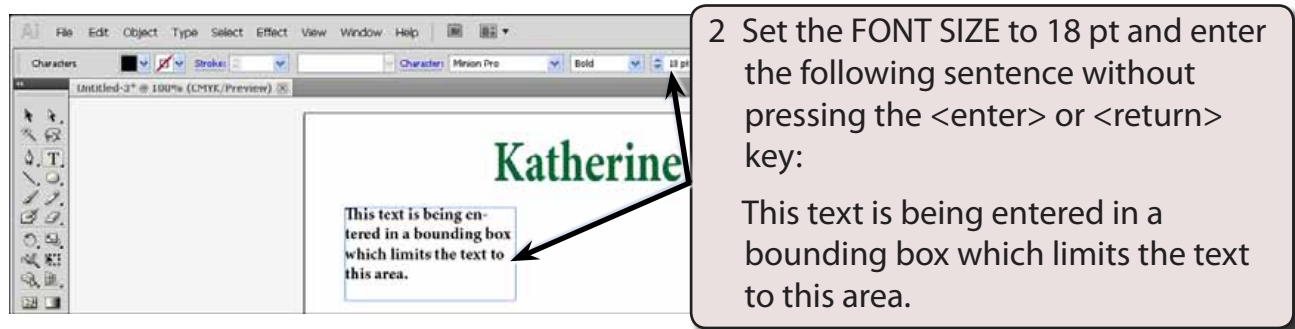 Ai File Edit Object Type Select Effect View Window Help
Characters Stroke: Character: Minion Pro Bold 18 pt
Untitled-3* @ 100% (CMYK/Preview)
Katherine
This text is being en-
tered in a bounding box
which limits the text to
this area.
2 Set the FONT SIZE to 18 pt and enter
the following sentence without
pressing the <enter> or <return>
key:
This text is being entered in a
bounding box which limits the text
to this area.